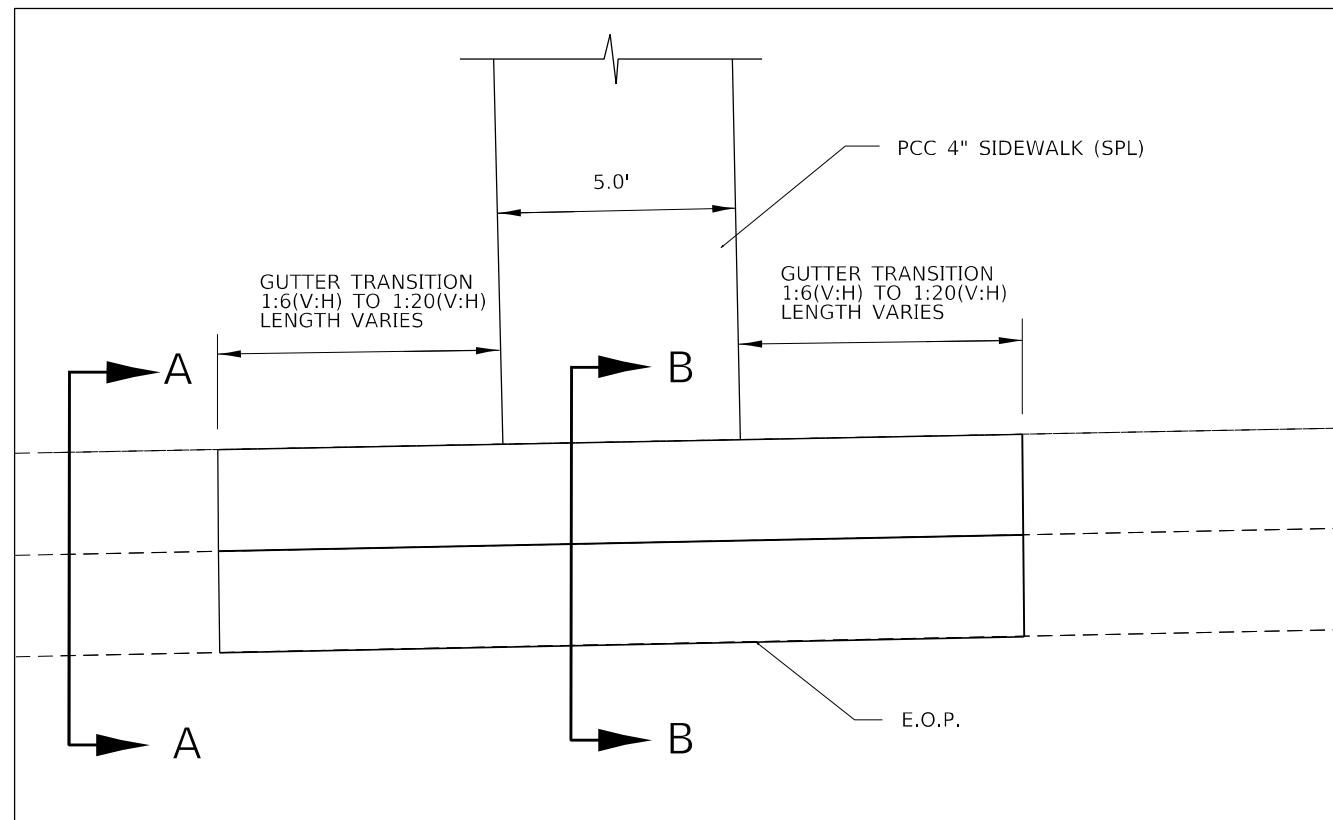 PCC 4" SIDEWALK (SPL)
5.0'
GUTTER TRANSITION
1:6(V:H) TO 1:20(V:H)
LENGTH VARIES
GUTTER TRANSITION
1:6(V:H) TO 1:20(V:H)
LENGTH VARIES
A
B
E.O.P.
A
B